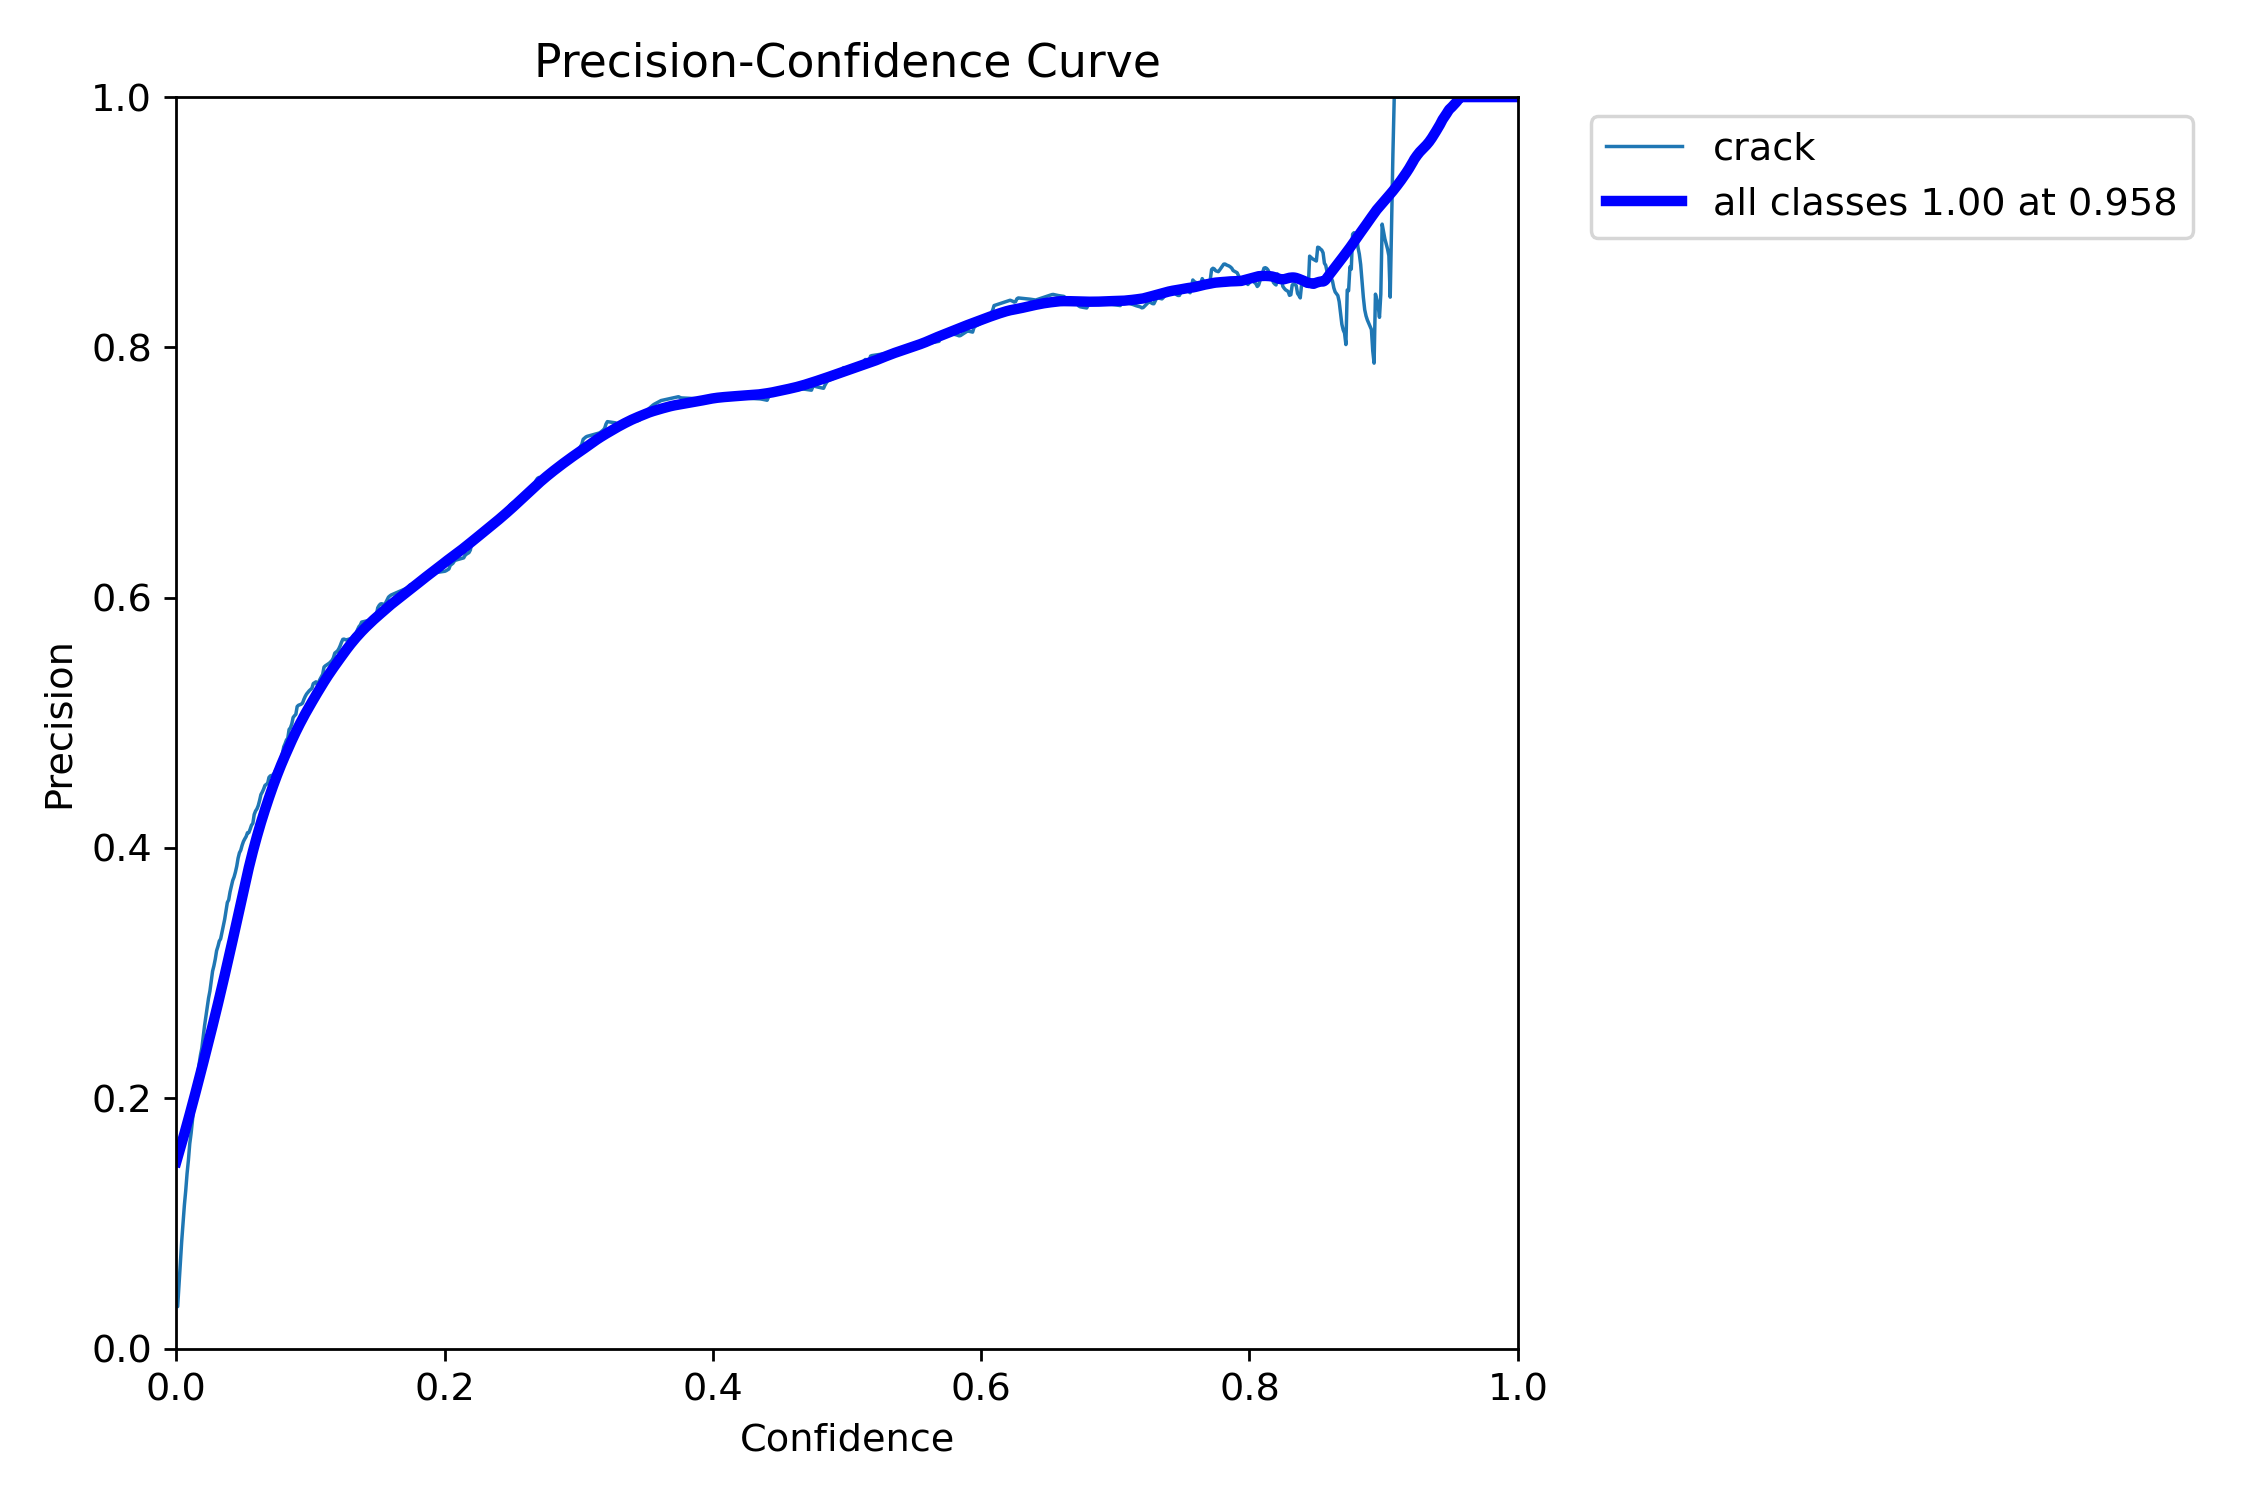 Precision-Confidence Curve
1.0
0.8
0.6
0.4
0.2
0.0
Precision
0.0 0.2 0.4 0.6 0.8 1.0
Confidence
crack
all classes 1.00 at 0.958